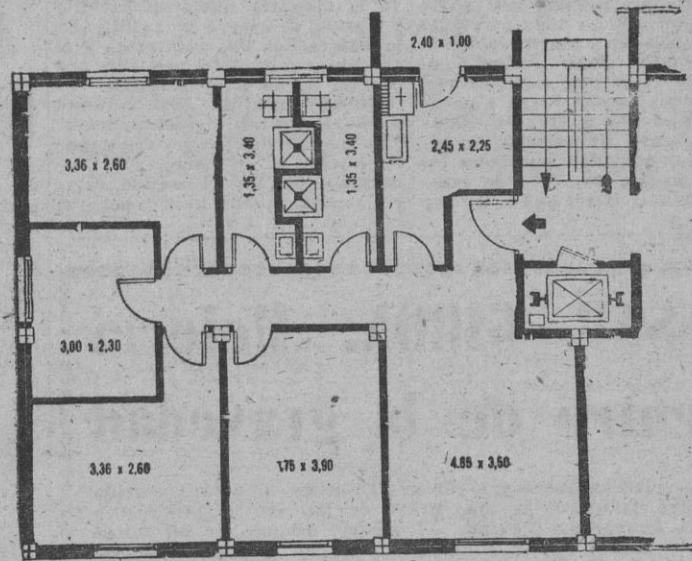 2.40 x 1,00
3,36 x 2,60
1,35 x 3,40
1,35 x 3,40
2,45 x 2,25
3,00 x 2,30
3,36 x 2,60
1,75 x 3,90
4.65 x 3,50